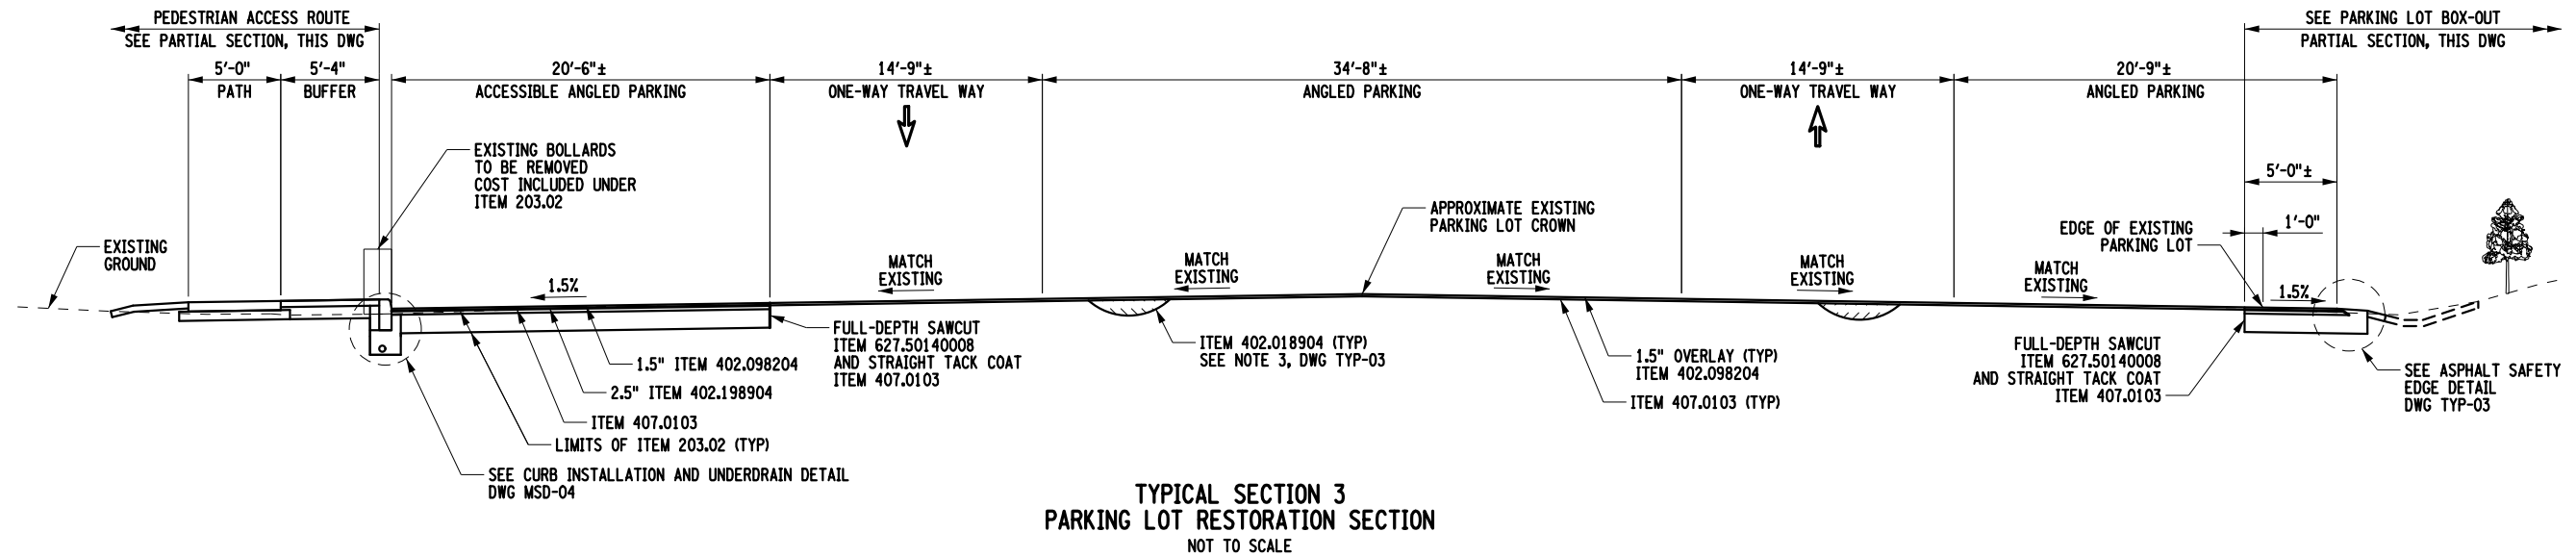 PEDESTRIAN ACCESS ROUTE
SEE PARTIAL SECTION, THIS DWG
SEE PARKING LOT BOX-OUT
PARTIAL SECTION, THIS DWG
5'-0"
PATH
5'-4"
BUFFER
20'-6"±
ACCESSIBLE ANGLED PARKING
14'-9"±
ONE-WAY TRAVEL WAY
34'-8"±
ANGLED PARKING
14'-9"±
ONE-WAY TRAVEL WAY
20'-9"±
ANGLED PARKING
5'-0"±
1'-0"
EXISTING BOLLARDS
TO BE REMOVED
COST INCLUDED UNDER
ITEM 203.02
APPROXIMATE EXISTING
PARKING LOT CROWN
EDGE OF EXISTING
PARKING LOT
EXISTING
GROUND
1.5%
MATCH
EXISTING
MATCH
EXISTING
MATCH
EXISTING
MATCH
EXISTING
MATCH
EXISTING
1.5%
FULL-DEPTH SAWCUT
ITEM 627.50140008
AND STRAIGHT TACK COAT
ITEM 407.0103
ITEM 402.018904 (TYP)
SEE NOTE 3, DWG TYP-03
1.5" OVERLAY (TYP)
ITEM 402.098204
ITEM 407.0103 (TYP)
FULL-DEPTH SAWCUT
ITEM 627.50140008
AND STRAIGHT TACK COAT
ITEM 407.0103
SEE ASPHALT SAFETY
EDGE DETAIL
DWG TYP-03
1.5" ITEM 402.098204
2.5" ITEM 402.198904
ITEM 407.0103
LIMITS OF ITEM 203.02 (TYP)
SEE CURB INSTALLATION AND UNDERDRAIN DETAIL
DWG MSD-04
TYPICAL SECTION 3
PARKING LOT RESTORATION SECTION
NOT TO SCALE